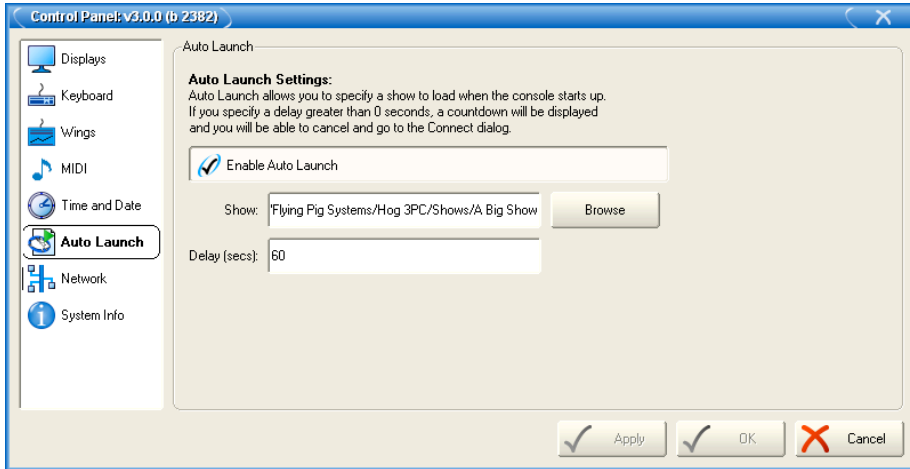 Control Panel: v3.0.0 (b 2382)
Displays
Keyboard
Wings
MIDI
Time and Date
Auto Launch
Network
System Info
Auto Launch
Auto Launch Settings:
Auto Launch allows you to specify a show to load when the console starts up.
If you specify a delay greater than 0 seconds, a countdown will be displayed
and you will be able to cancel and go to the Connect dialog.
Enable Auto Launch
Show: 'Flying Pig Systems/Hog 3PC/Shows/A Big Show Browse
Delay (secs): 60
Apply OK Cancel